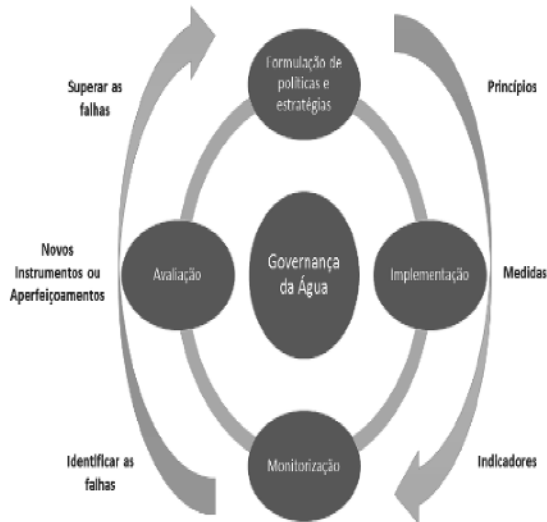 Formulação de
políticas e
estratégias
Superar as
falhas
Princípios
Novos
Instrumentos ou
Aperfeiçoamentos
Avaliação
Governança
da Água
Implementação
Medidas
Identificar as
falhas
Monitorização
Indicadores